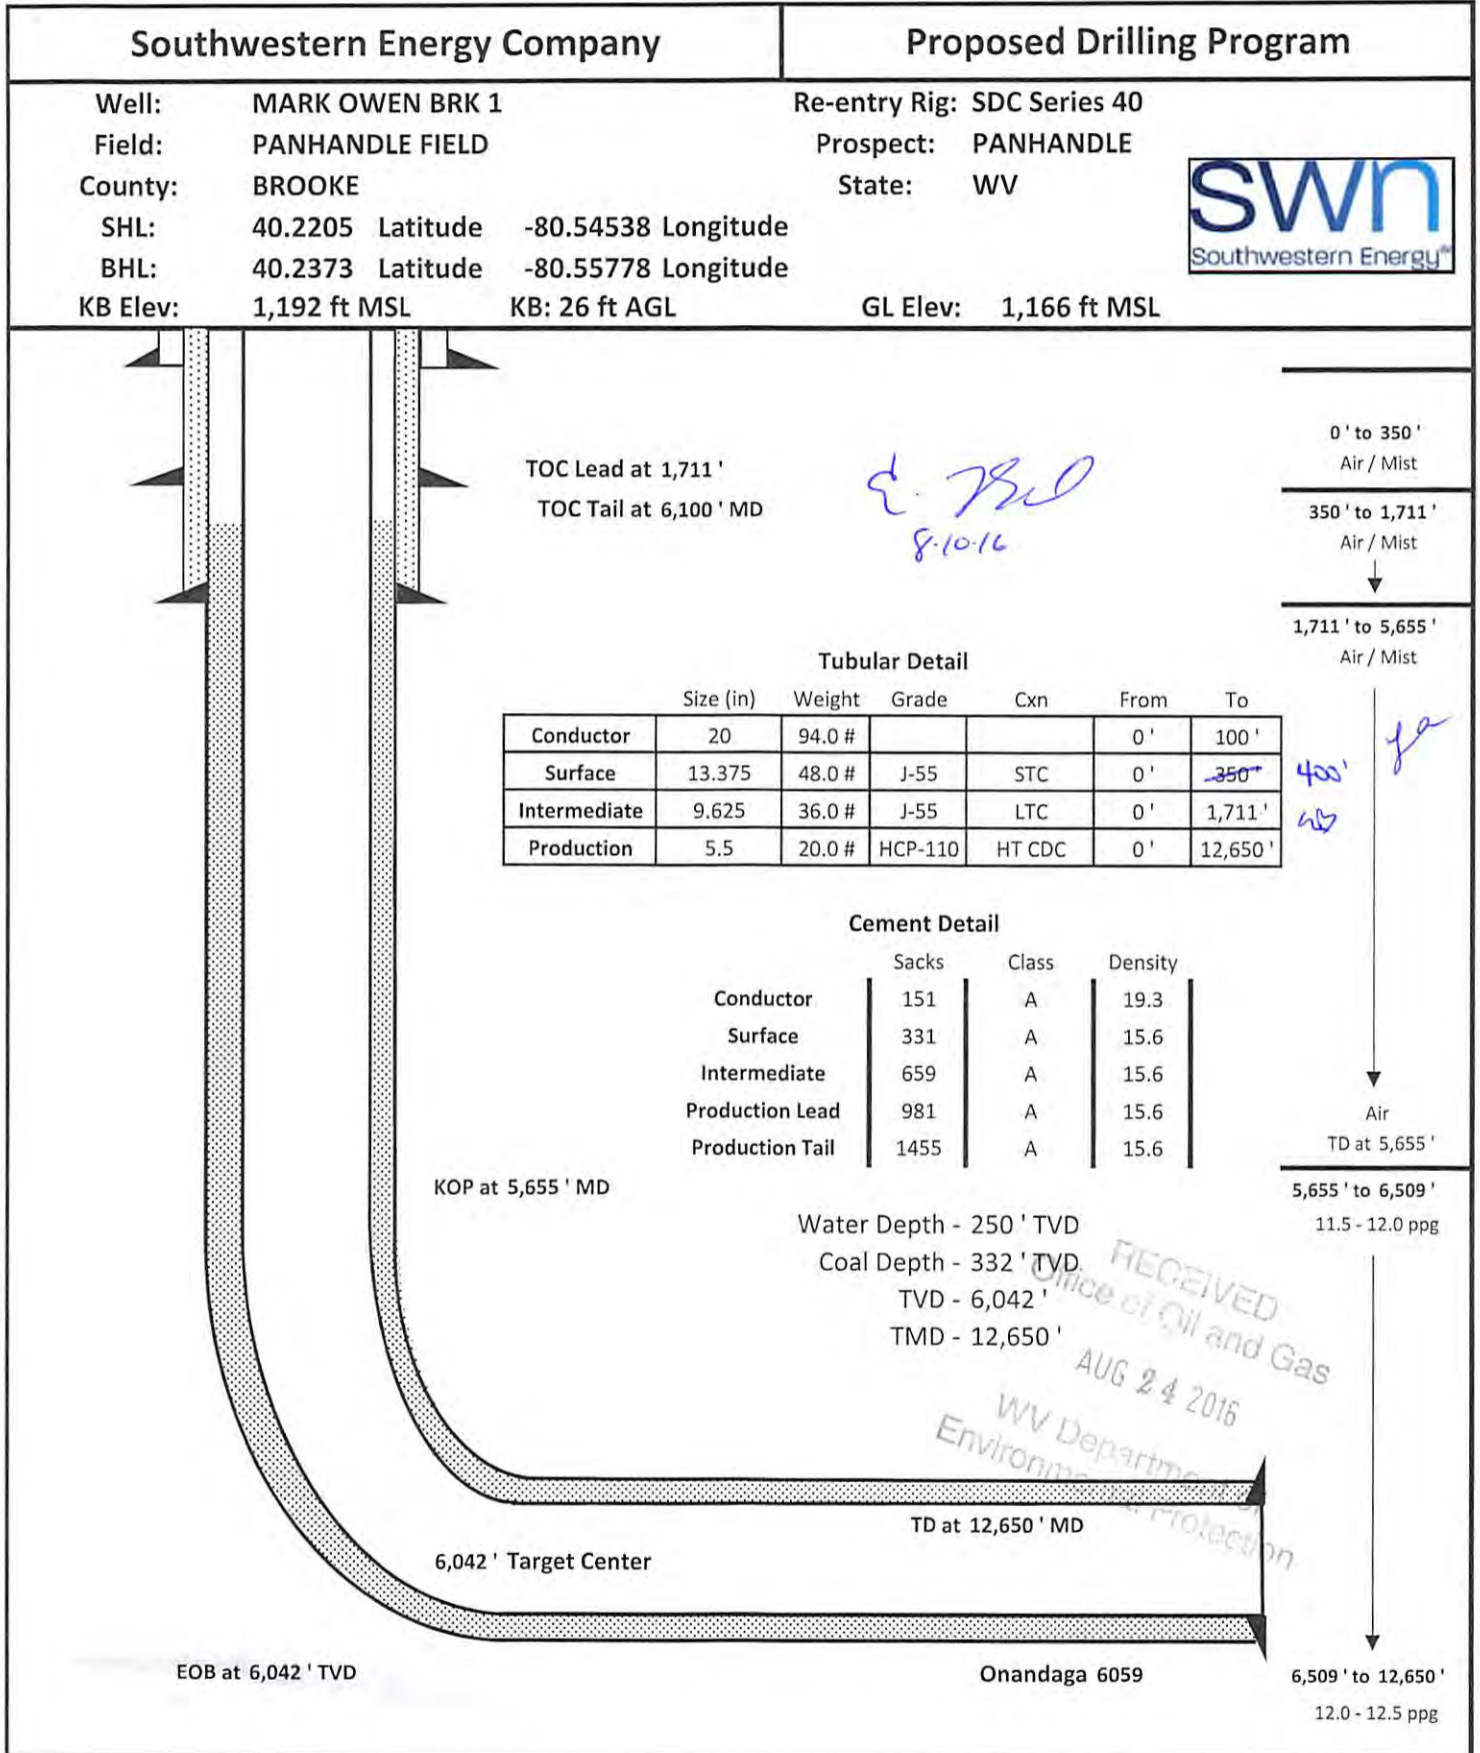 Southwestern Energy Company Proposed Drilling Program
Well: MARK OWEN BRK 1 Re-entry Rig: SDC Series 40
Field: PANHANDLE FIELD Prospect: PANHANDLE
County: BROOKE State: WV
SHL: 40.2205 Latitude -80.54538 Longitude
BHL: 40.2373 Latitude -80.55778 Longitude
KB Elev: 1,192 ft MSL KB: 26 ft AGL GL Elev: 1,166 ft MSL
swn
Southwestern Energy
0 ' to 350 '
Air / Mist
TOC Lead at 1,711 '
TOC Tail at 6,100 ' MD
8-10-16
350 ' to 1,711 '
Air / Mist
1,711 ' to 5,655 '
Air / Mist
Tubular Detail
Size (in) Weight Grade Cxn From To
Conductor 20 94.0 # 0 ' 100 '
Surface 13.375 48.0 # J-55 STC 0 ' 350 ' 400'
Intermediate 9.625 36.0 # J-55 LTC 0 ' 1,711 '
Production 5.5 20.0 # HCP-110 HT CDC 0 ' 12,650 '
Cement Detail
Sacks Class Density
Conductor 151 A 19.3
Surface 331 A 15.6
Intermediate 659 A 15.6
Production Lead 981 A 15.6
Production Tail 1455 A 15.6
Air
TD at 5,655 '
KOP at 5,655 ' MD
5,655 ' to 6,509 '
11.5 - 12.0 ppg
Water Depth - 250 ' TVD
Coal Depth - 332 ' TVD
TVD - 6,042 '
TMD - 12,650 '
RECEIVED
Office of Oil and Gas
AUG 24 2016
WV Department of
Environmental Protection
TD at 12,650 ' MD
6,042 ' Target Center
EOB at 6,042 ' TVD
Onandaga 6059
6,509 ' to 12,650 '
12.0 - 12.5 ppg